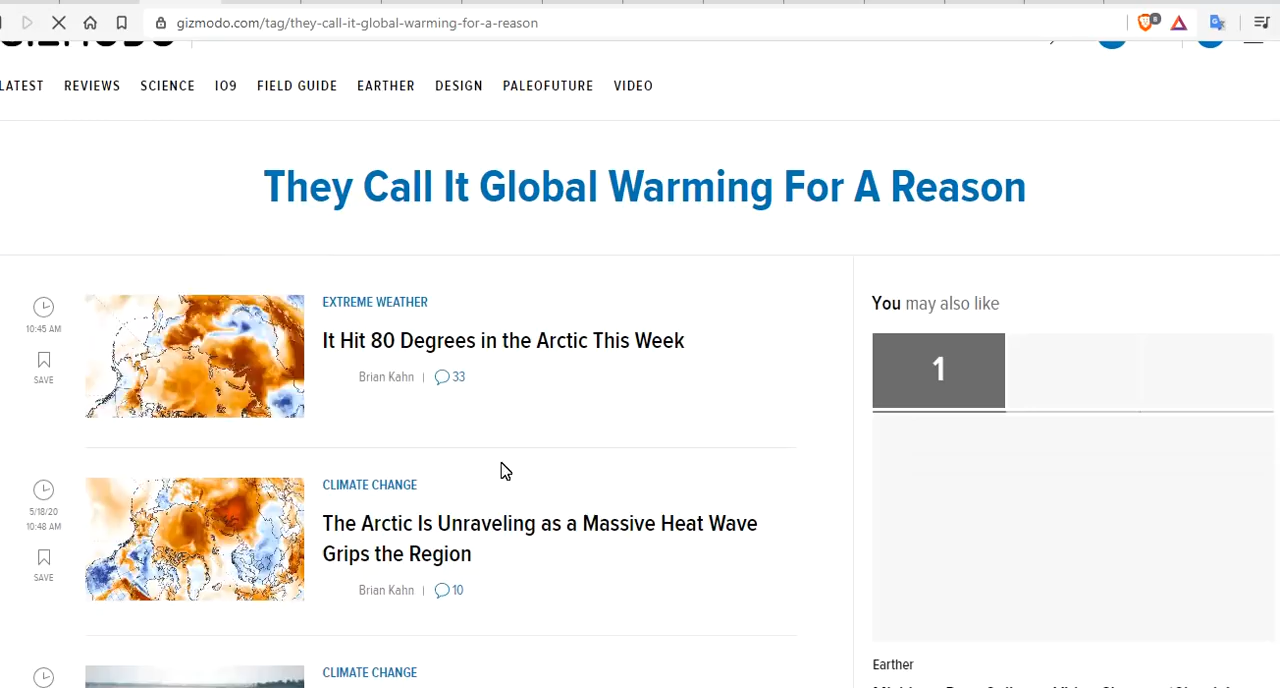 gizmodo.com/tag/they-call-it-global-warming-for-a-reason
8
LATEST REVIEWS SCIENCE IO9 FIELD GUIDE EARTHER DESIGN PALEOFUTURE VIDEO
They Call It Global Warming For A Reason
10:45 AM
SAVE
EXTREME WEATHER
It Hit 80 Degrees in the Arctic This Week
Brian Kahn | 33
5/18/20
10:48 AM
SAVE
CLIMATE CHANGE
The Arctic Is Unraveling as a Massive Heat Wave
Grips the Region
Brian Kahn | 10
CLIMATE CHANGE
You may also like
1
Earther